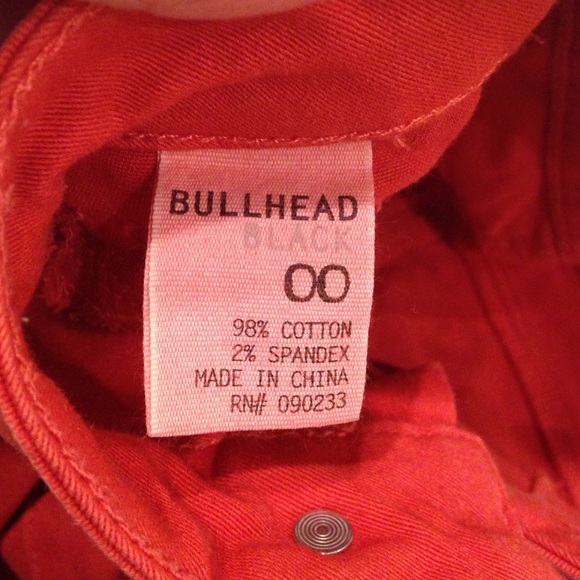 BULLHEAD
BLACK
00
98% COTTON
2% SPANDEX
MADE IN CHINA
RN# 090233